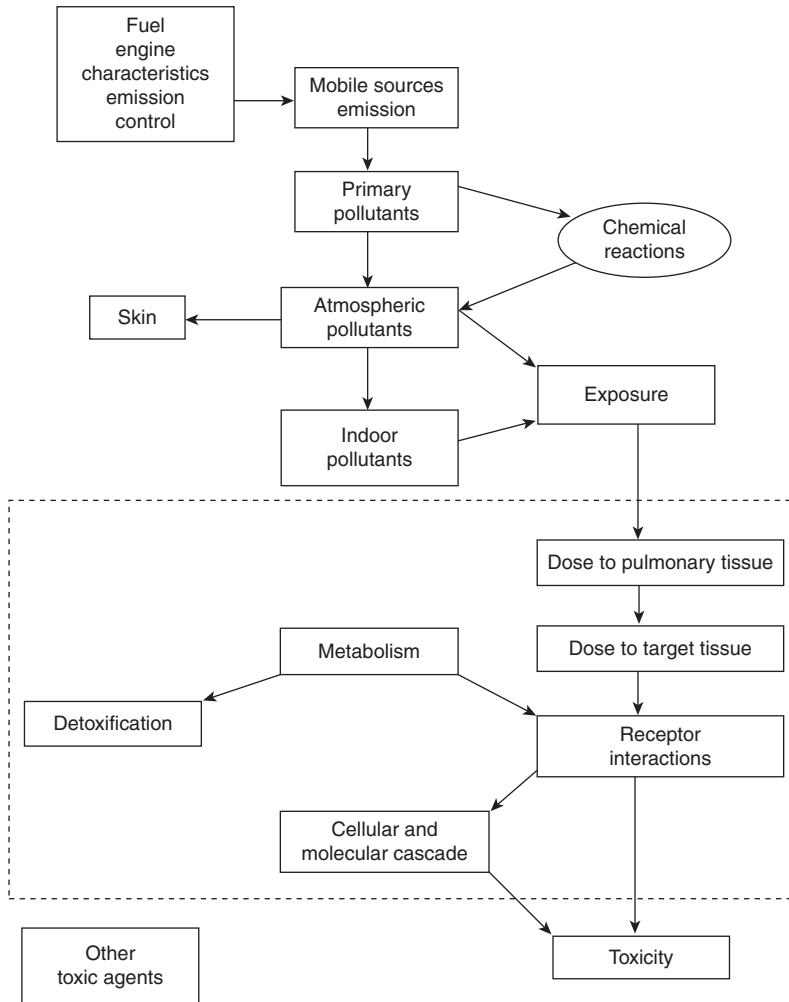 Fuel
engine
characteristics
emission
control
Mobile sources
emission
Primary
pollutants
Chemical
reactions
Skin
Atmospheric
pollutants
Exposure
Indoor
pollutants
Dose to pulmonary tissue
Metabolism
Dose to target tissue
Detoxification
Receptor
interactions
Cellular and
molecular cascade
Other
toxic agents
Toxicity